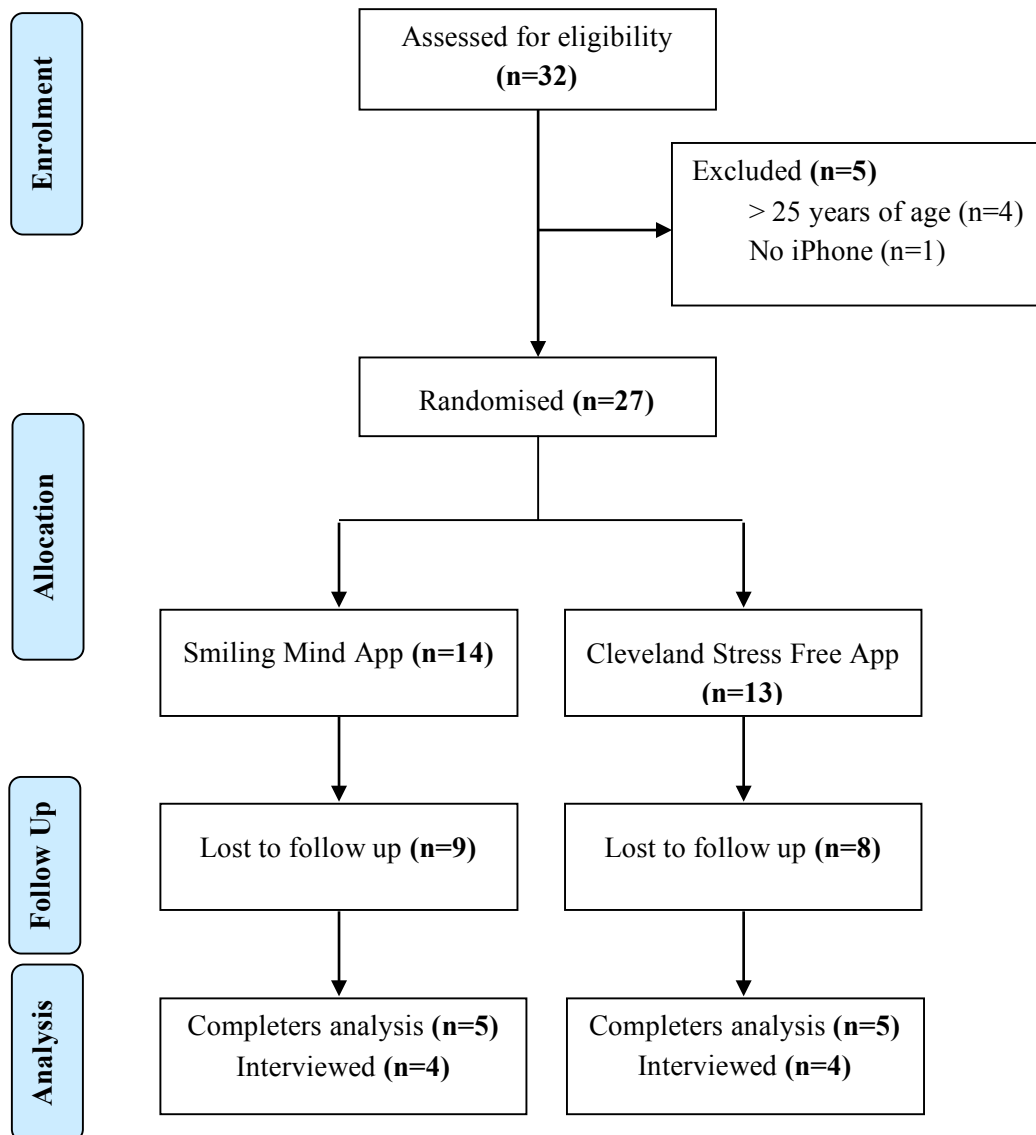 Enrolment
Assessed for eligibility
(n=32)
Excluded (n=5)
> 25 years of age (n=4)
No iPhone (n=1)
Randomised (n=27)
Allocation
Smiling Mind App (n=14)
Cleveland Stress Free App
(n=13)
Follow Up
Lost to follow up (n=9)
Lost to follow up (n=8)
Analysis
Completers analysis (n=5)
Interviewed (n=4)
Completers analysis (n=5)
Interviewed (n=4)